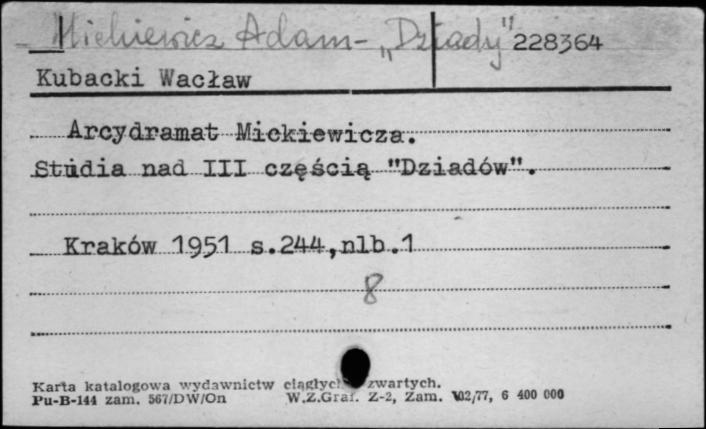 Mickiewicz Adam - „Dziady" 228364
Kubacki Wacław
Arcydramat Mickiewicza.
Studia nad III częścią "Dziadów".
Kraków 1951 s.244,nlb.1
8
Karta katalogowa wydawnictw ciągłych zwartych.
Pu-B-144 zam. 567/DW/On W.Z.Graf. Z-2, Zam. 102/77, 6 400 000